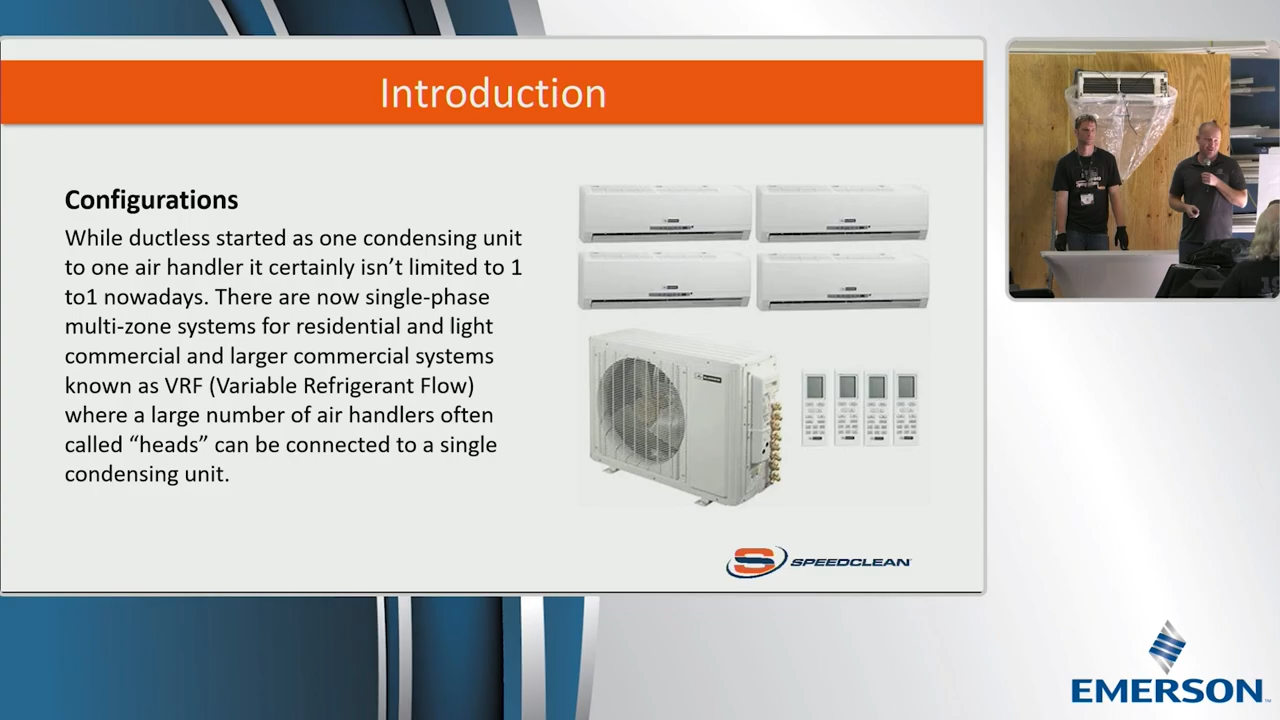 Introduction
Configurations
While ductless started as one condensing unit
to one air handler it certainly isn’t limited to 1
to1 nowadays. There are now single-phase
multi-zone systems for residential and light
commercial and larger commercial systems
known as VRF (Variable Refrigerant Flow)
where a large number of air handlers often
called “heads” can be connected to a single
condensing unit.
S SPEEDCLEAN
EMERSON